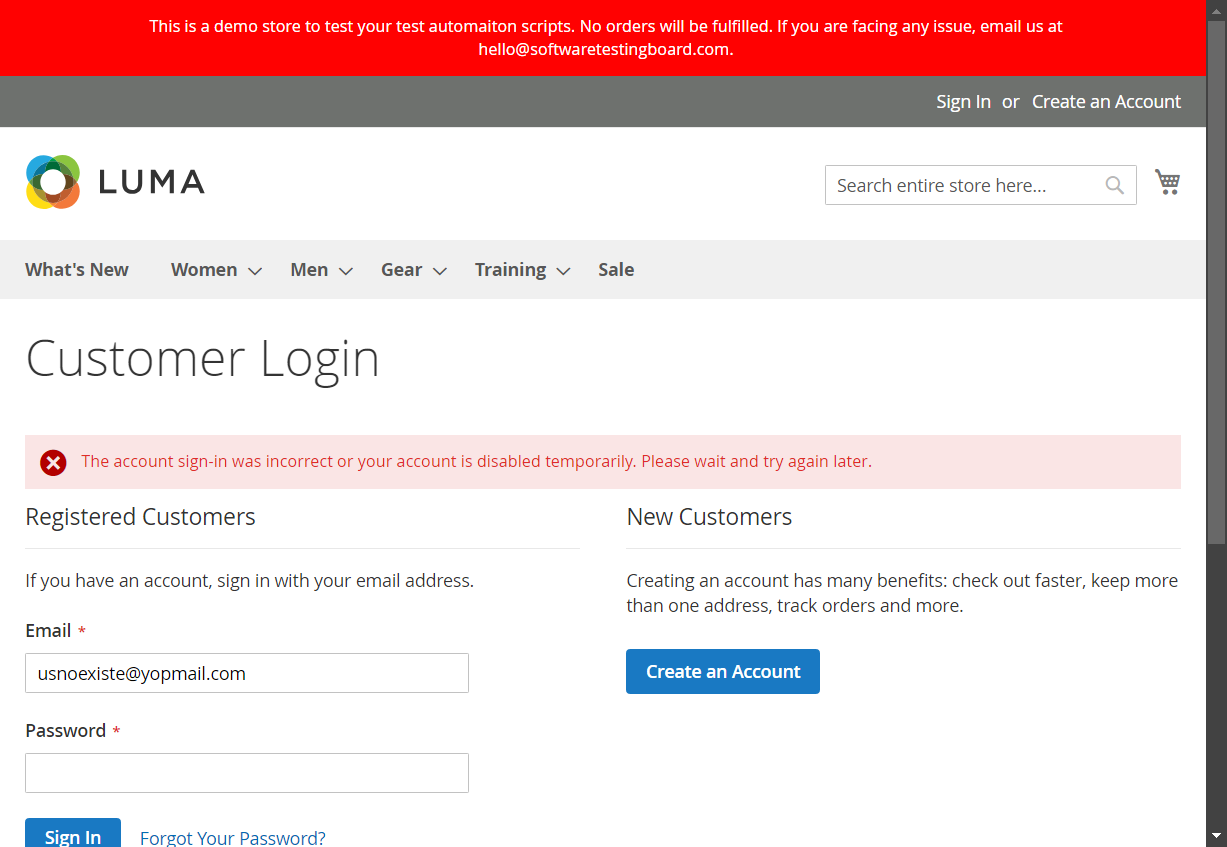 This is a demo store to test your test automaiton scripts. No orders will be fulfilled. If you are facing any issue, email us at
hello@softwaretestingboard.com.
Sign In or Create an Account
LUMA
Search entire store here...
What's New Women Men Gear Training Sale
Customer Login
The account sign-in was incorrect or your account is disabled temporarily. Please wait and try again later.
Registered Customers
If you have an account, sign in with your email address.
Email *
usnoexiste@yopmail.com
Password *
Sign In Forgot Your Password?
New Customers
Creating an account has many benefits: check out faster, keep more
than one address, track orders and more.
Create an Account